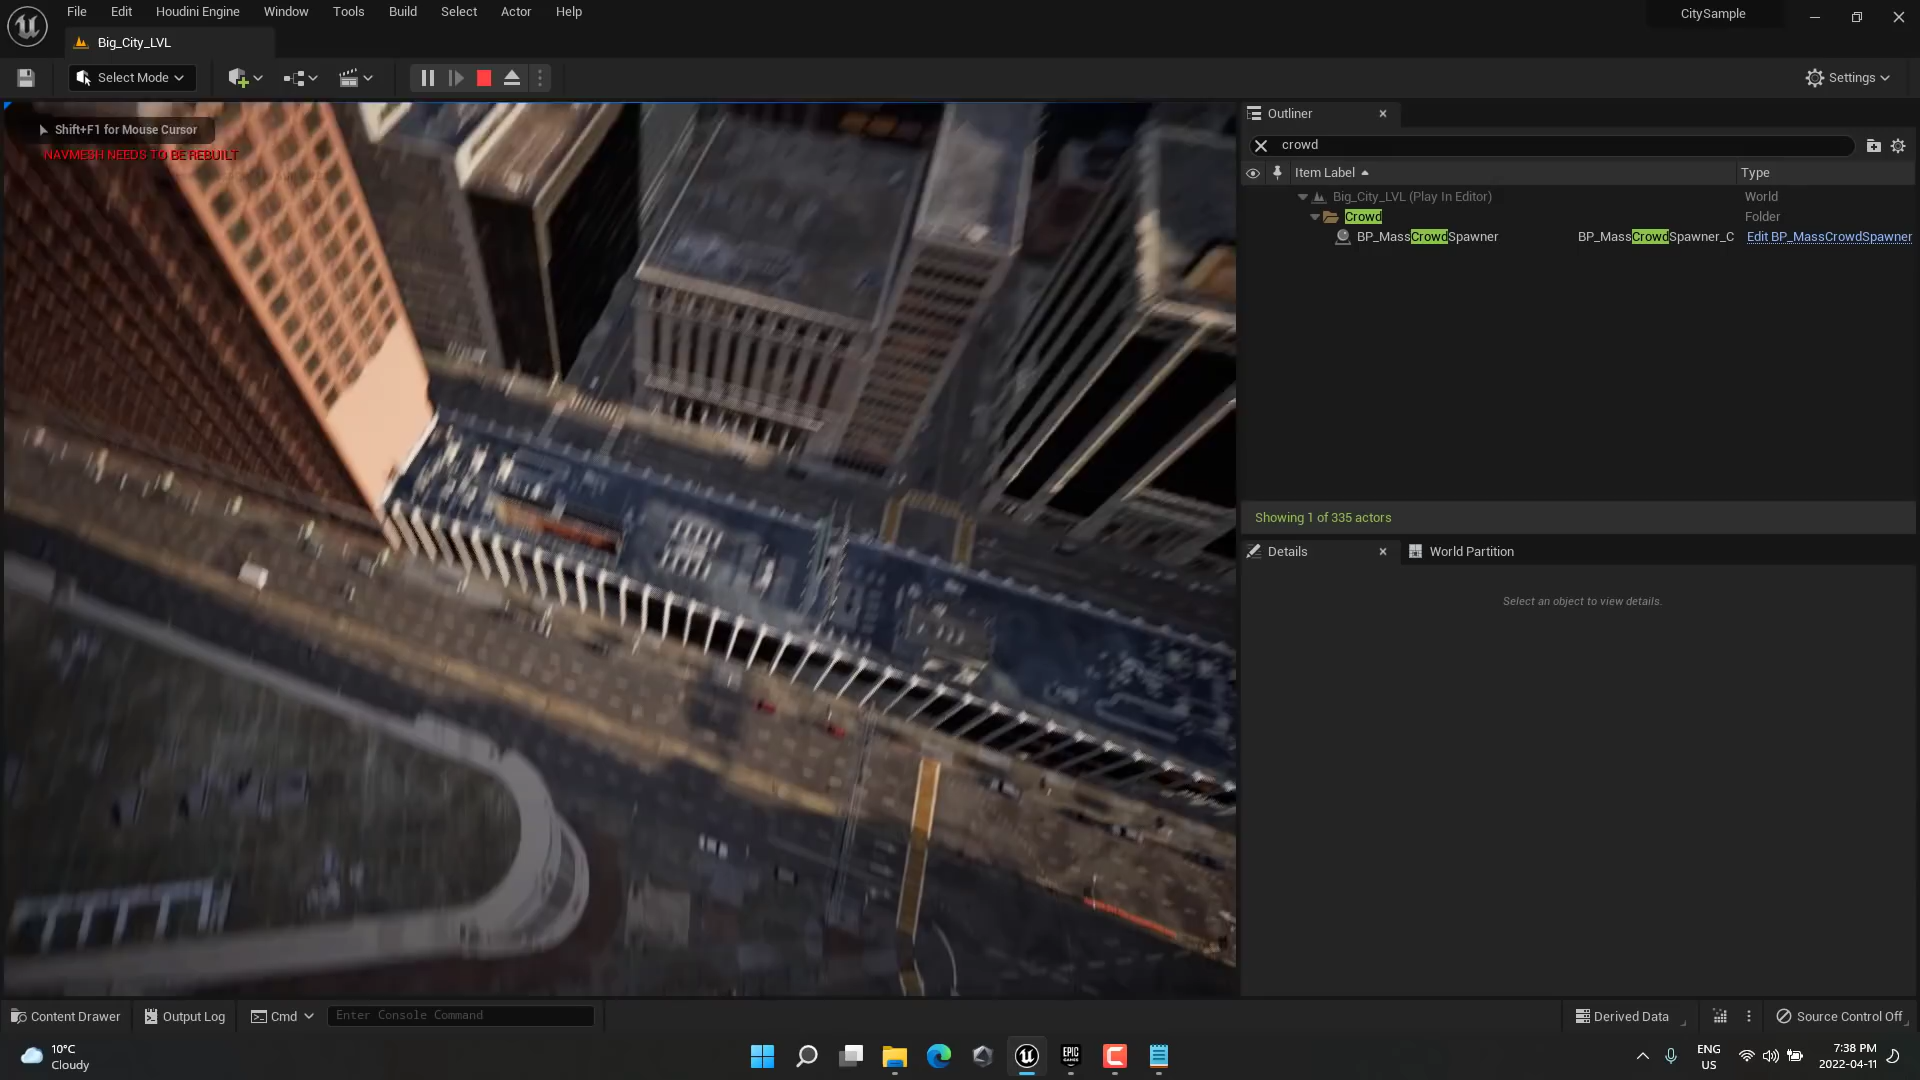 File Edit Houdini Engine Window Tools Build Select Actor Help
CitySample
Big_City_LVL
Select Mode
Settings
Shift+F1 for Mouse Cursor
NAVMESH NEEDS TO BE REBUILT
Outliner
crowd
Item Label Type
Big_City_LVL (Play In Editor) World
Crowd Folder
BP_MassCrowdSpawner BP_MassCrowdSpawner_C Edit BP_MassCrowdSpawner
Showing 1 of 335 actors
Details World Partition
Select an object to view details.
Content Drawer Output Log Cmd Enter Console Command Derived Data Source Control Off
10°C
Cloudy
EPIC
GAMES
ENG
US
7:38 PM
2022-04-11